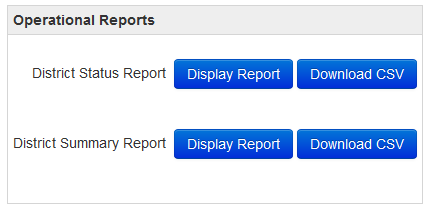 Operational Reports
District Status Report Display Report Download CSV
District Summary Report Display Report Download CSV